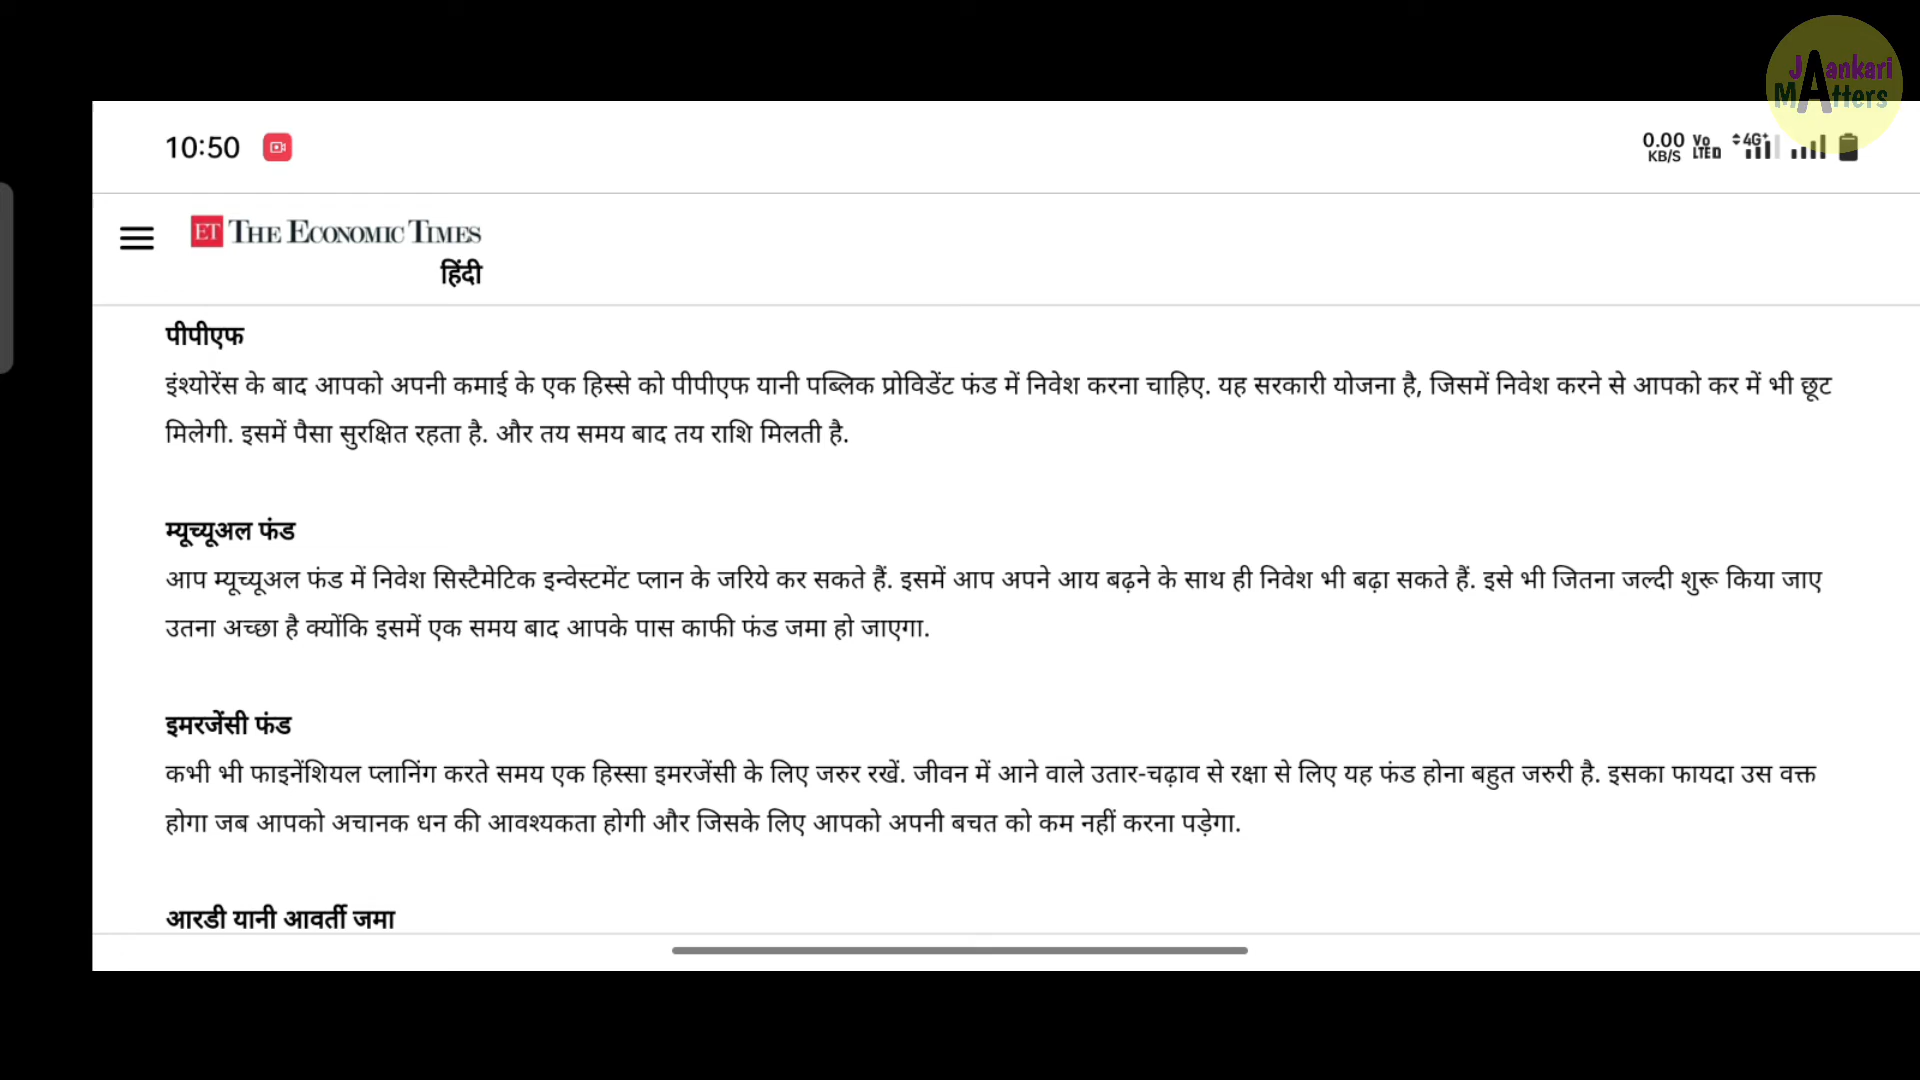 Jaankari
MAtters
10:50
0.00 KB/S Vo LTE D 4G+
ET THE ECONOMIC TIMES
हिंदी
पीपीएफ
इंश्योरेंस के बाद आपको अपनी कमाई के एक हिस्से को पीपीएफ यानी पब्लिक प्रोविडेंट फंड में निवेश करना चाहिए. यह सरकारी योजना है, जिसमें निवेश करने से आपको कर में भी छूट
मिलेगी. इसमें पैसा सुरक्षित रहता है. और तय समय बाद तय राशि मिलती है.
म्यूच्यूअल फंड
आप म्यूच्यूअल फंड में निवेश सिस्टैमेटिक इन्वेस्टमेंट प्लान के जरिये कर सकते हैं. इसमें आप अपने आय बढ़ने के साथ ही निवेश भी बढ़ा सकते हैं. इसे भी जितना जल्दी शुरू किया जाए
उतना अच्छा है क्योंकि इसमें एक समय बाद आपके पास काफी फंड जमा हो जाएगा.
इमरजेंसी फंड
कभी भी फाइनेंशियल प्लानिंग करते समय एक हिस्सा इमरजेंसी के लिए जरुर रखें. जीवन में आने वाले उतार-चढ़ाव से रक्षा से लिए यह फंड होना बहुत जरुरी है. इसका फायदा उस वक्त
होगा जब आपको अचानक धन की आवश्यकता होगी और जिसके लिए आपको अपनी बचत को कम नहीं करना पड़ेगा.
आरडी यानी आवर्ती जमा